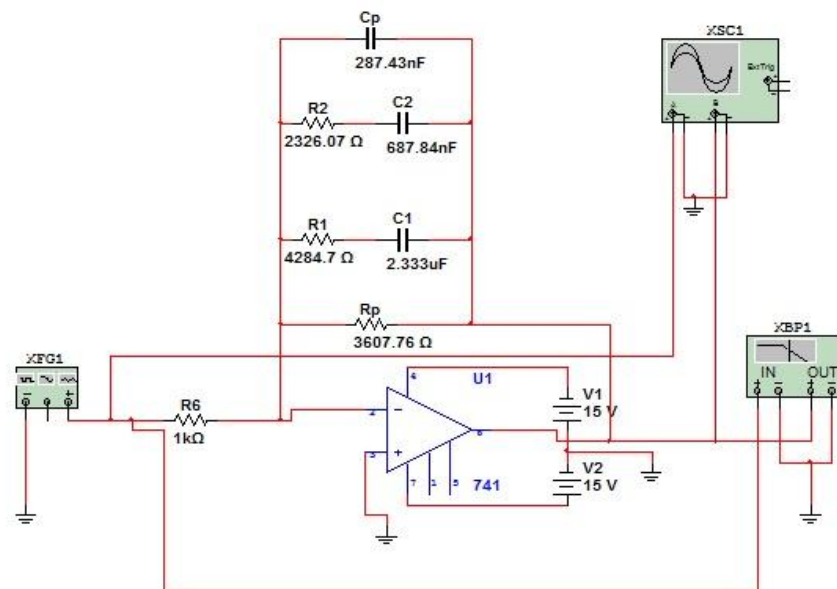 Cp
287.43nF
XSC1
Ext Trig
A
B
R2
C2
2326.07 Ω
687.84nF
R1
C1
4284.7 Ω
2.333uF
Rp
3607.76 Ω
XFG1
XBP1
IN
OUT
R6
1kΩ
U1
V1
15 V
V2
15 V
741
4
2
3
6
7
1
5